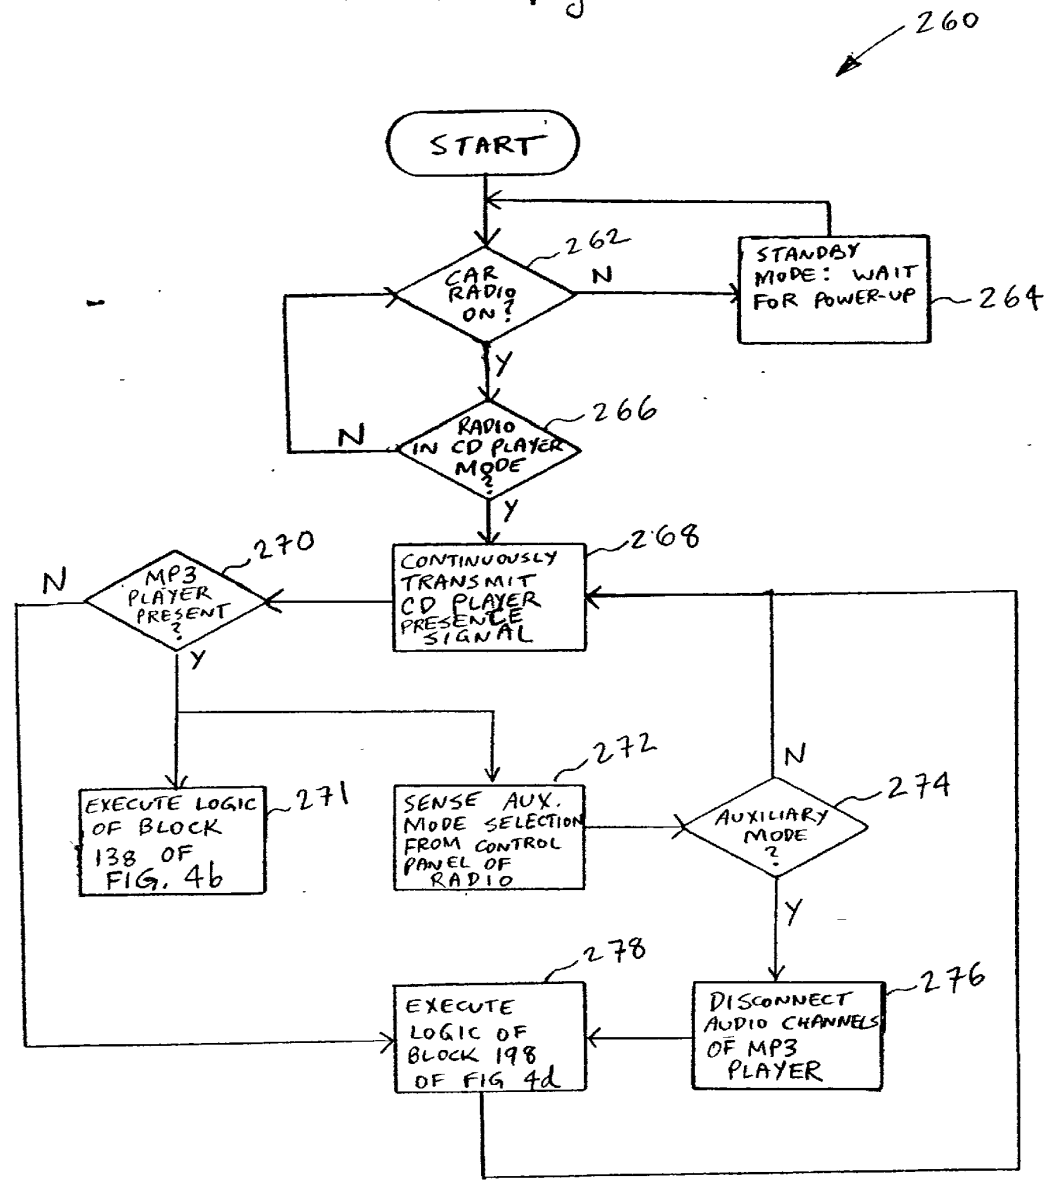 260
START
262
CAR
RADIO
ON?
N
STANDBY
MODE: WAIT
FOR POWER-UP
264
Y
266
RADIO
IN CD PLAYER
MODE
?
N
Y
268
CONTINUOUSLY
TRANSMIT
CD PLAYER
PRESENCE
SIGNAL
270
MP3
PLAYER
PRESENT
?
N
Y
271
EXECUTE LOGIC
OF BLOCK
138 OF
FIG. 4b
272
SENSE AUX.
MODE SELECTION
FROM CONTROL
PANEL OF
RADIO
274
AUXILIARY
MODE
?
N
Y
276
DISCONNECT
AUDIO CHANNELS
OF MP3
PLAYER
278
EXECUTE
LOGIC OF
BLOCK 198
OF FIG 4d